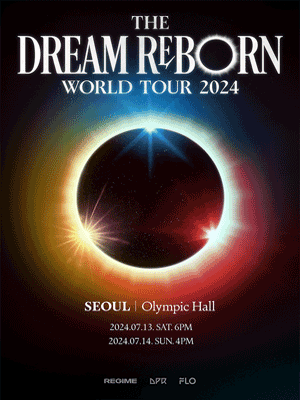 THE
DREAM REBORN
WORLD TOUR 2024
SEOUL | Olympic Hall
2024.07.13. SAT. 6PM
2024.07.14. SUN. 4PM
REGIME DPR FLO